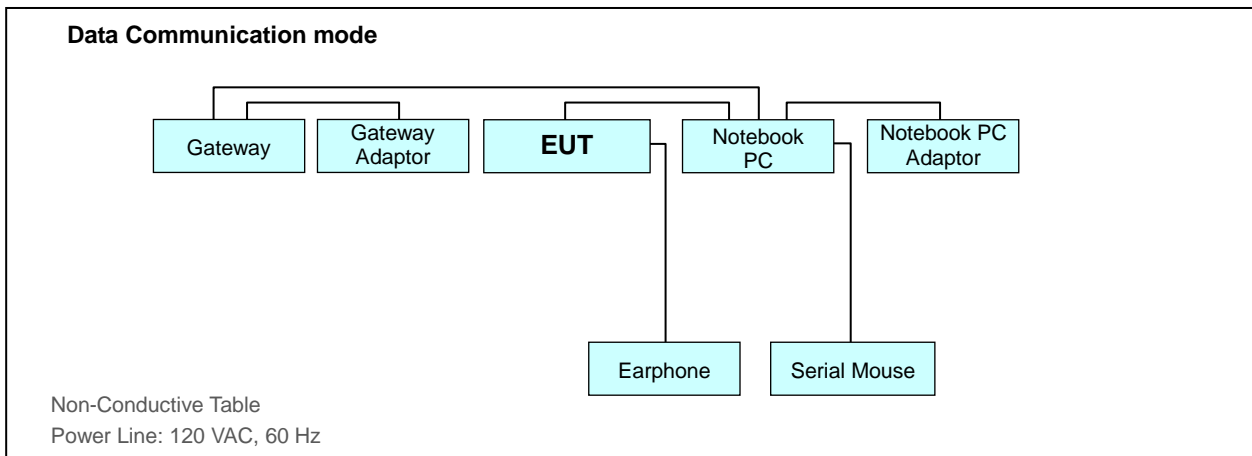 Data Communication mode
Gateway
Gateway
Adaptor
EUT
Notebook
PC
Notebook PC
Adaptor
Earphone
Serial Mouse
Non-Conductive Table
Power Line: 120 VAC, 60 Hz